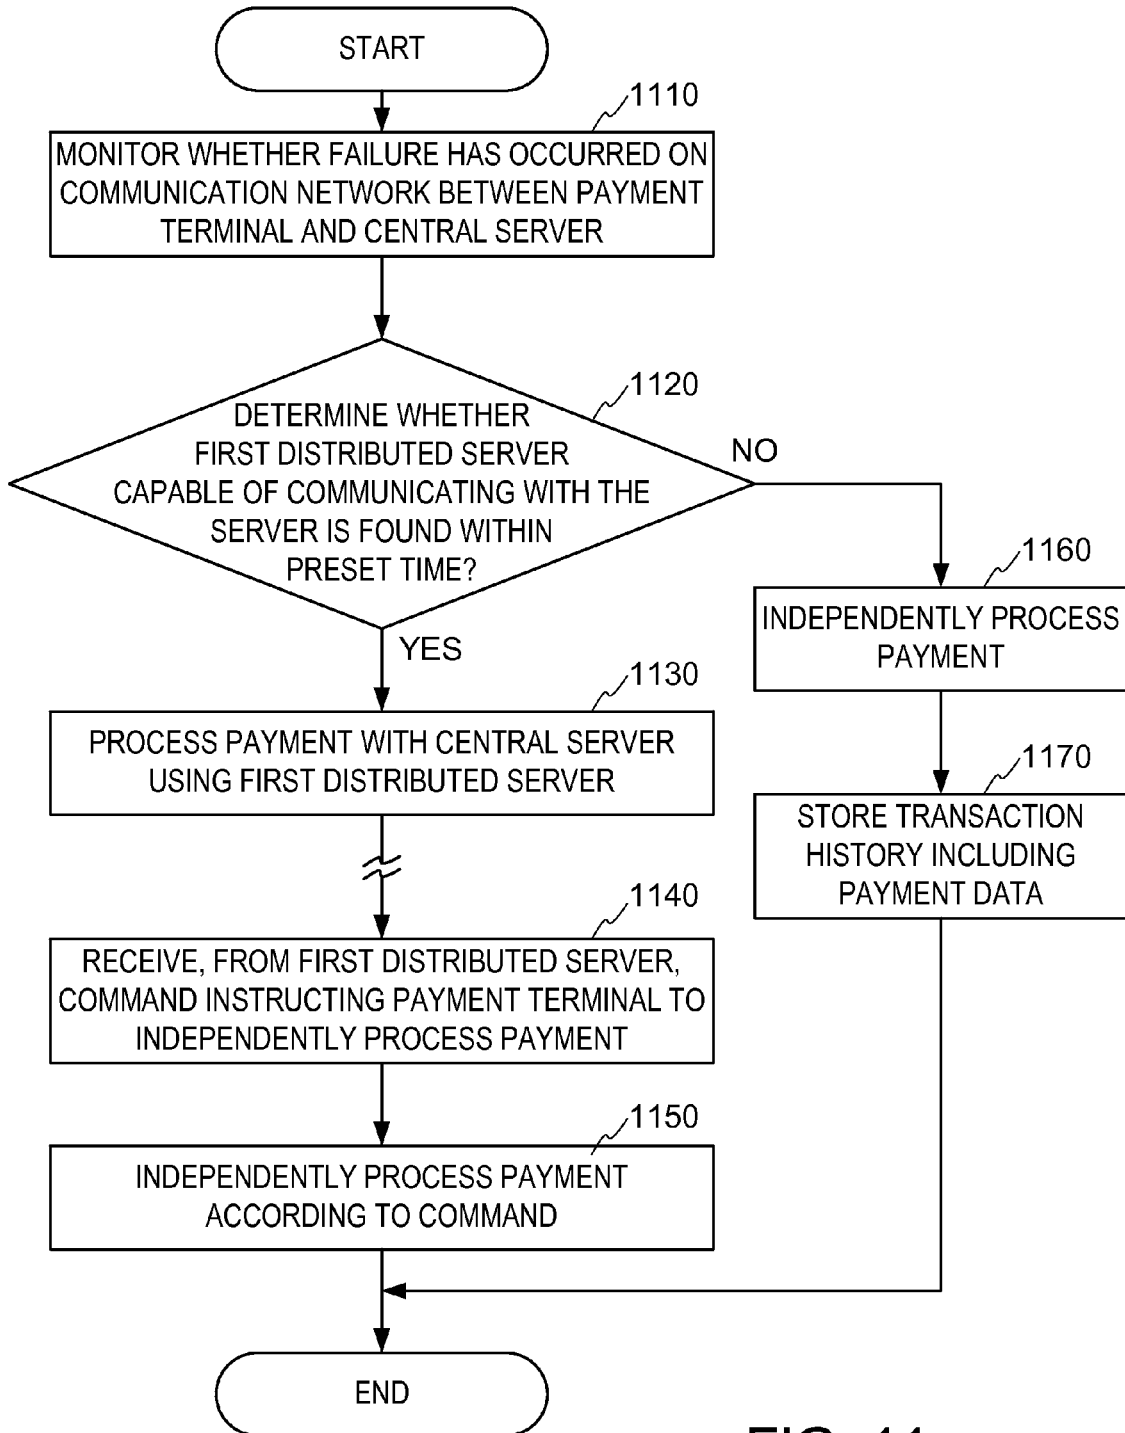 START
1110
MONITOR WHETHER FAILURE HAS OCCURRED ON
COMMUNICATION NETWORK BETWEEN PAYMENT
TERMINAL AND CENTRAL SERVER
1120
DETERMINE WHETHER
FIRST DISTRIBUTED SERVER
CAPABLE OF COMMUNICATING WITH THE
SERVER IS FOUND WITHIN
PRESET TIME?
NO
YES
1130
PROCESS PAYMENT WITH CENTRAL SERVER
USING FIRST DISTRIBUTED SERVER
1140
RECEIVE, FROM FIRST DISTRIBUTED SERVER,
COMMAND INSTRUCTING PAYMENT TERMINAL TO
INDEPENDENTLY PROCESS PAYMENT
1150
INDEPENDENTLY PROCESS PAYMENT
ACCORDING TO COMMAND
1160
INDEPENDENTLY PROCESS
PAYMENT
1170
STORE TRANSACTION
HISTORY INCLUDING
PAYMENT DATA
END